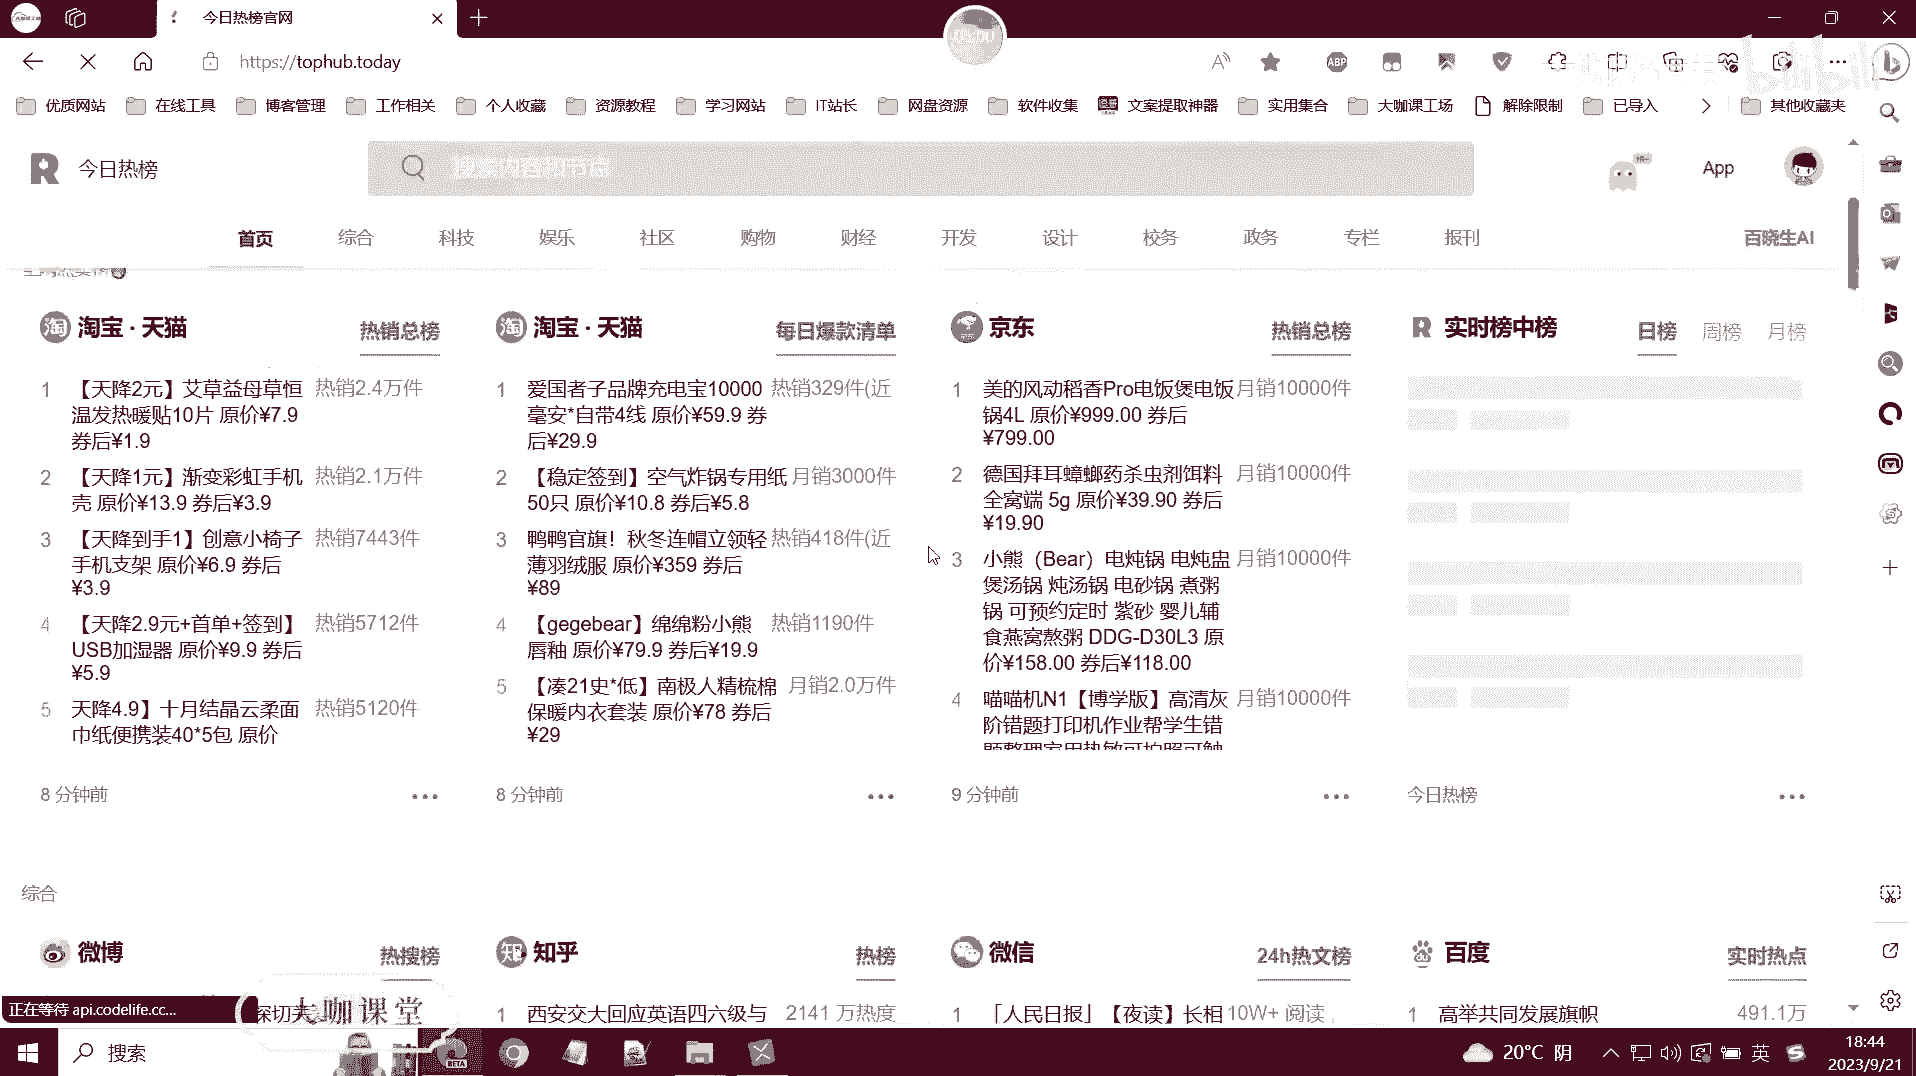 今日热榜官网
https://tophub.today
优质网站 在线工具 博客管理 工作相关 个人收藏 资源教程 学习网站 IT站长 网盘资源 软件收集 文案提取神器 实用集合 大咖课工场 解除限制 已导入 其他收藏夹
今日热榜
搜索内容和节点
App
首页 综合 科技 娱乐 社区 购物 财经 开发 设计 校务 政务 专栏 报刊 百晓生AI
淘宝 · 天猫 热销总榜
1 【天降2元】艾草益母草恒 热销2.4万件
温发热暖贴10片 原价¥7.9
券后¥1.9
2 【天降1元】渐变彩虹手机 热销2.1万件
壳 原价¥13.9 券后¥3.9
3 【天降到手1】创意小椅子 热销7443件
手机支架 原价¥6.9 券后
¥3.9
4 【天降2.9元+首单+签到】 热销5712件
USB加湿器 原价¥9.9 券后
¥5.9
5 天降4.9】十月结晶云柔面 热销5120件
巾纸便携装40*5包 原价
8 分钟前
淘宝 · 天猫 每日爆款清单
1 爱国者子品牌充电宝10000 热销329件(近
毫安*自带4线 原价¥59.9 券
后¥29.9
2 【稳定签到】空气炸锅专用纸 月销3000件
50只 原价¥10.8 券后¥5.8
3 鸭鸭官旗！秋冬连帽立领轻 热销418件(近
薄羽绒服 原价¥359 券后
¥89
4 【gegebear】绵绵粉小熊 热销1190件
唇釉 原价¥79.9 券后¥19.9
5 【凑21史*低】南极人精梳棉 月销2.0万件
保暖内衣套装 原价¥78 券后
¥29
8 分钟前
京东 热销总榜
1 美的风动稻香Pro电饭煲电饭 月销10000件
锅4L 原价¥999.00 券后
¥799.00
2 德国拜耳蟑螂药杀虫剂饵料 月销10000件
全窝端 5g 原价¥39.90 券后
¥19.90
3 小熊（Bear）电炖锅 电炖盅 月销10000件
煲汤锅 炖汤锅 电砂锅 煮粥
锅 可预约定时 紫砂 婴儿辅
食燕窝熬粥 DDG-D30L3 原
价¥158.00 券后¥118.00
4 喵喵机N1【博学版】高清灰 月销10000件
阶错题打印机作业帮学生错
9 分钟前
实时榜中榜 日榜 周榜 月榜
今日热榜
综合
微博 热搜榜
知乎 热榜
1 西安交大回应英语四六级与 2141 万热度
微信 24h热文榜
1 「人民日报」【夜读】长相 10W+ 阅读
百度 实时热点
1 高举共同发展旗帜 491.1万
正在等待 api.codelife.cc...
大咖课堂
搜索
BETA
20°C 阴
英
18:44
2023/9/21